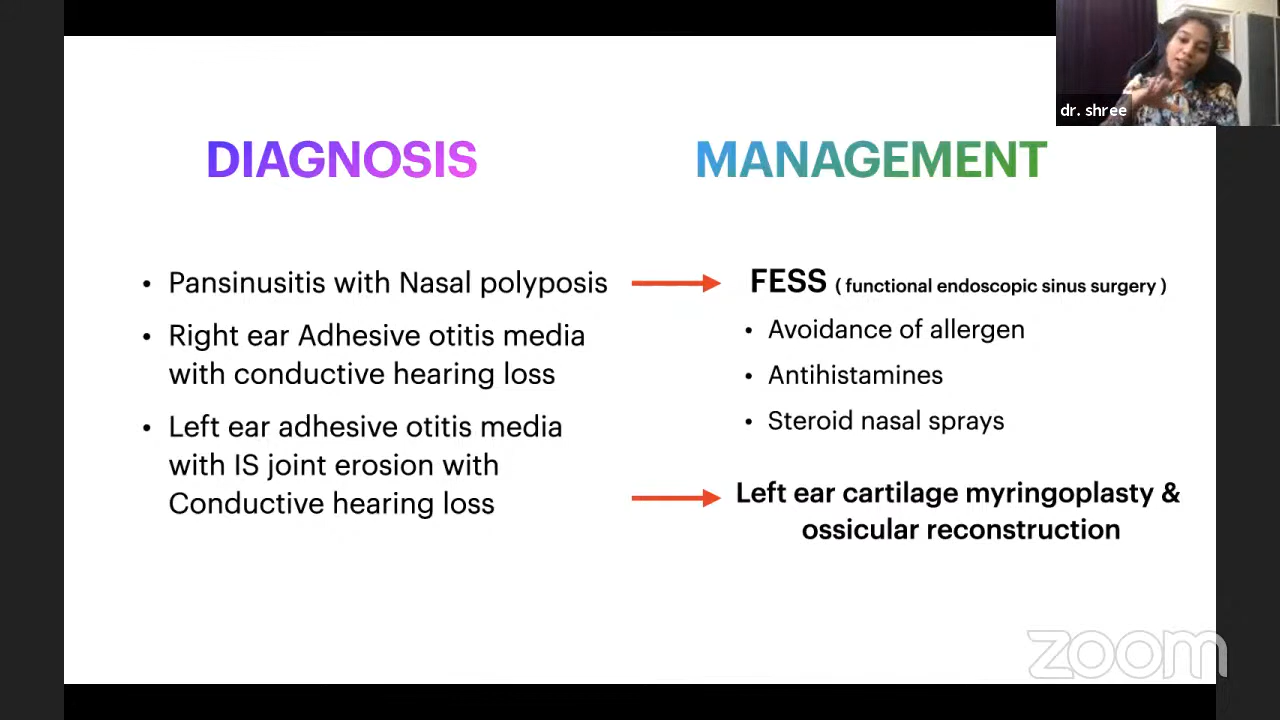 dr. shree
DIAGNOSIS
• Pansinusitis with Nasal polyposis
• Right ear Adhesive otitis media
with conductive hearing loss
• Left ear adhesive otitis media
with IS joint erosion with
Conductive hearing loss
MANAGEMENT
FESS ( functional endoscopic sinus surgery )
• Avoidance of allergen
• Antihistamines
• Steroid nasal sprays
Left ear cartilage myringoplasty &
ossicular reconstruction
zoom